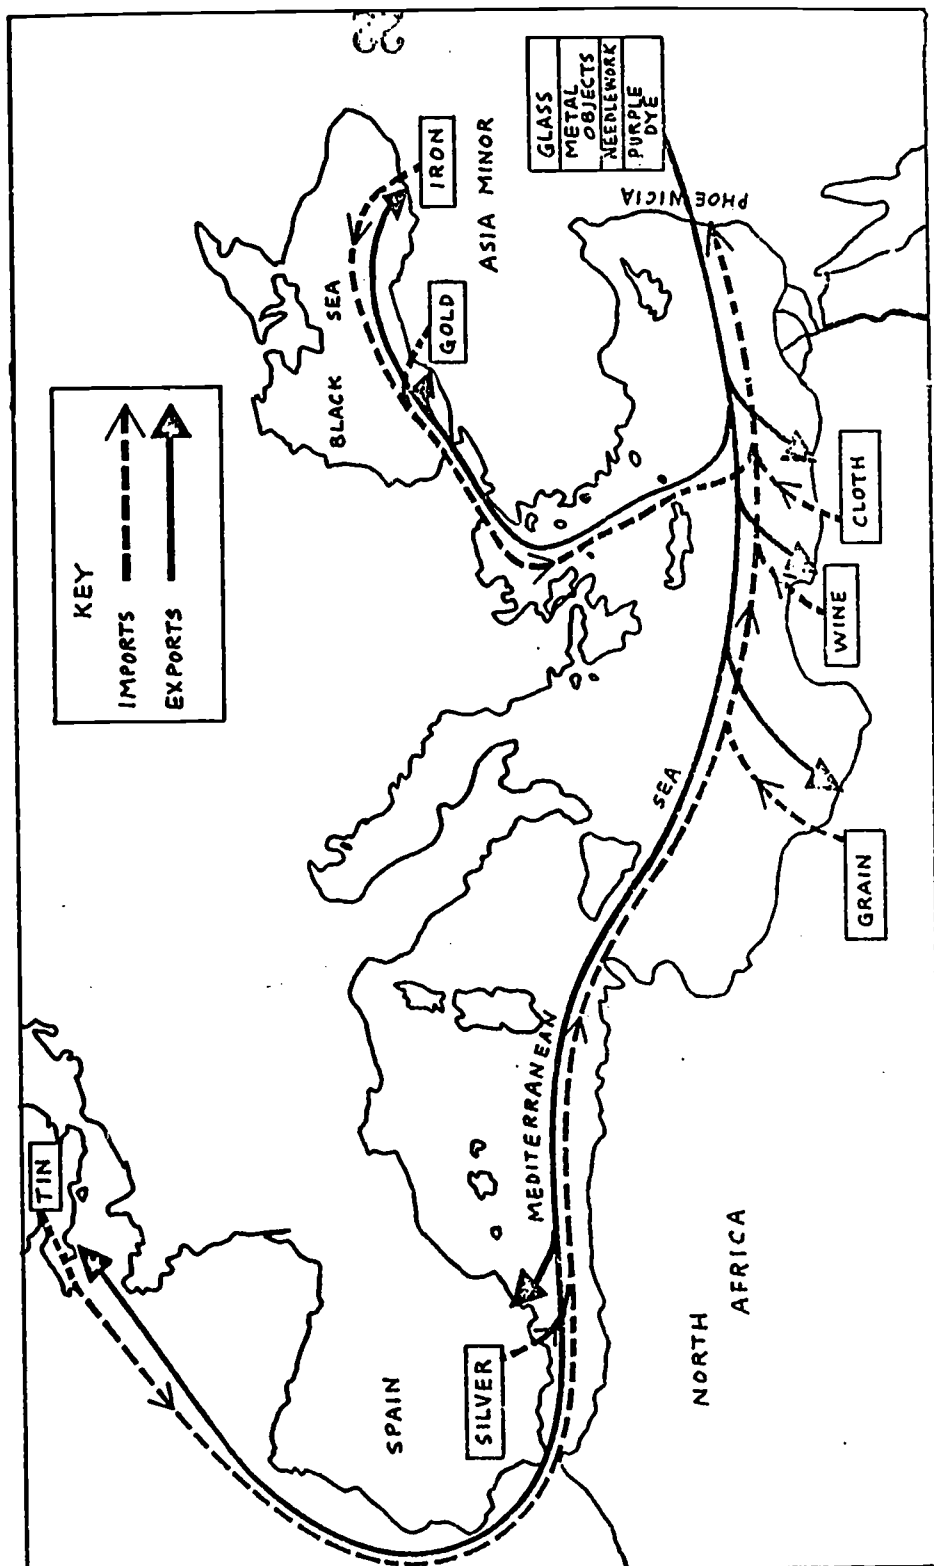 KEY
IMPORTS
EXPORTS
TIN
SPAIN
SILVER
MEDITERRANEAN
SEA
NORTH
AFRICA
BLACK
SEA
GOLD
IRON
ASIA MINOR
PHOENICIA
GLASS
METAL
OBJECTS
NEEDLEWORK
PURPLE
DYE
GRAIN
WINE
CLOTH